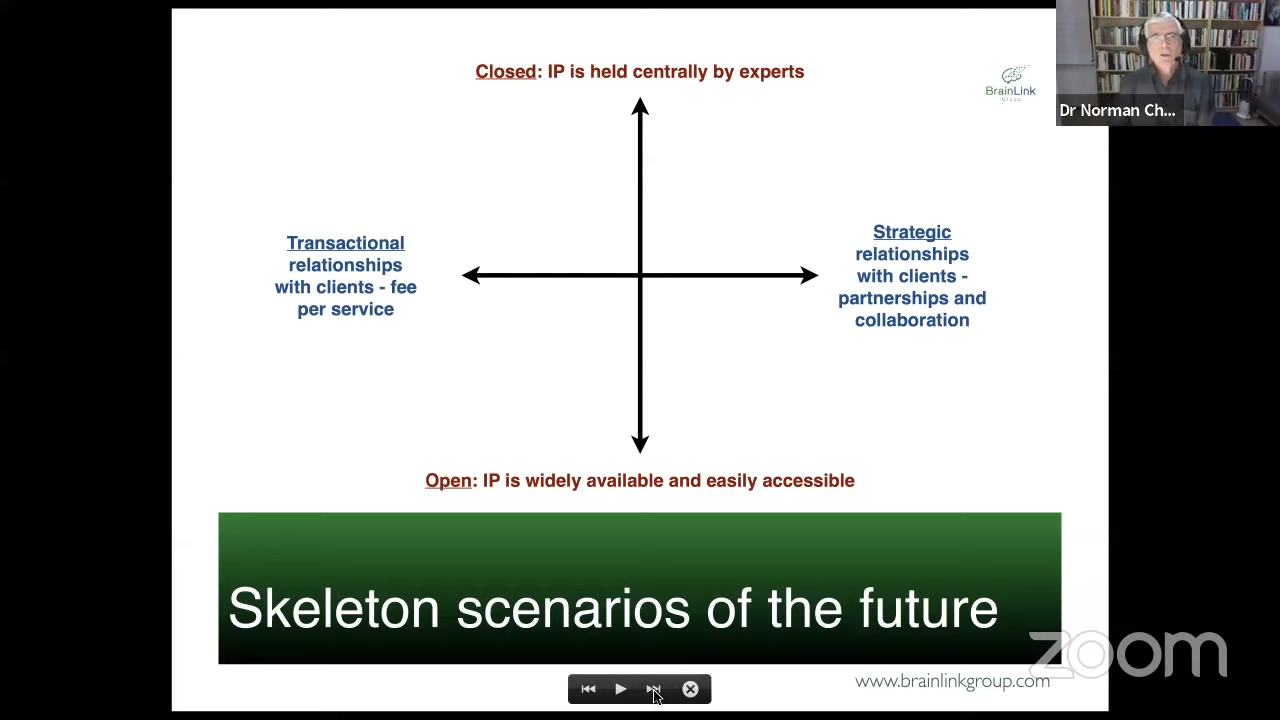 Closed: IP is held centrally by experts
BrainLink
Group
Dr Norman Ch...
Transactional
relationships
with clients - fee
per service
Strategic
relationships
with clients -
partnerships and
collaboration
Open: IP is widely available and easily accessible
Skeleton scenarios of the future
zoom
www.brainlinkgroup.com